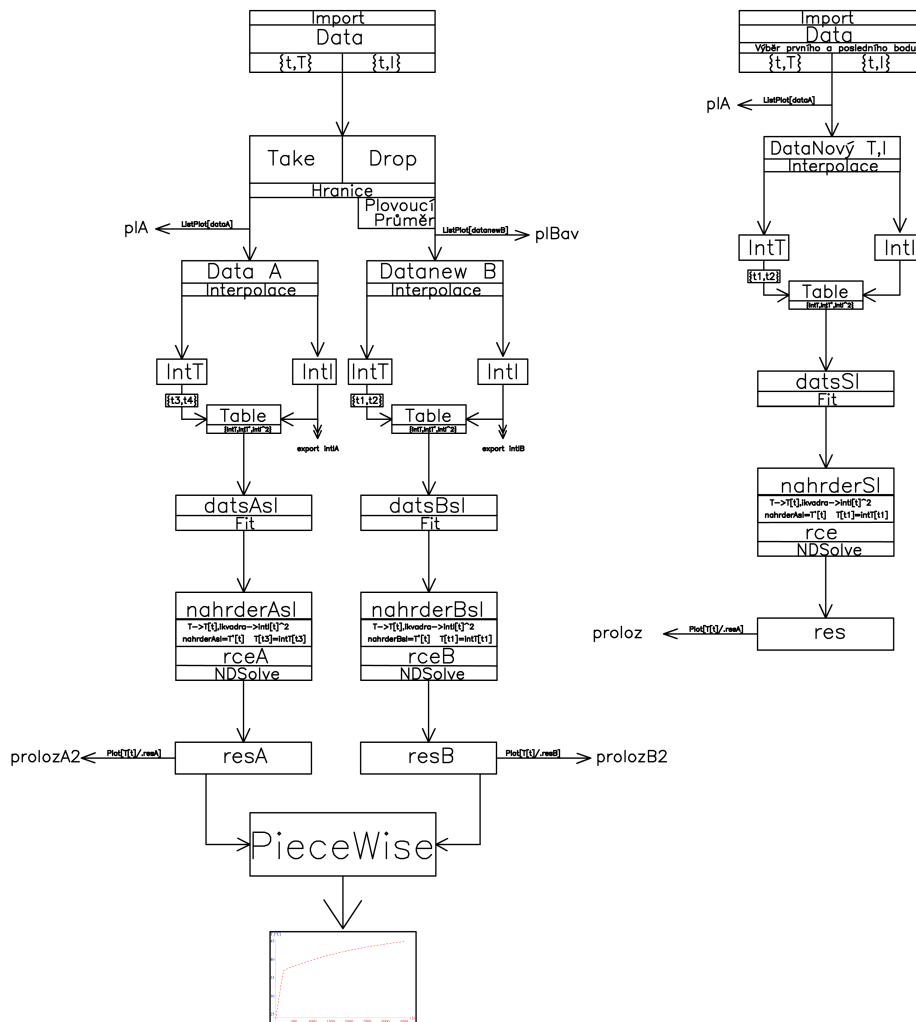 Import
Data
{t,T} {t,I}
Take Drop
Hranice
Plovoucí
Průměr
plA
ListPlot[dataA]
ListPlot[datanewB]
plBav
Data A
Interpolace
Datanew B
Interpolace
IntT
IntI
IntT
IntI
{t3,t4}
{t1,t2}
Table
Table
export intIA
export intIB
datsAsl
Fit
datsBsl
Fit
nahrderAsl
T->T[t],ikvadra->intI[t]^2
nahrderAsl=T'[t] T[t3]=intT[t3]
rceA
NDSolve
nahrderBsl
T->T[t],ikvadra->intI[t]^2
nahrderBsl=T'[t] T[t1]=intT[t1]
rceB
NDSolve
prolozA2
Plot[T[t]/.resA]
resA
resB
Plot[T[t]/.resB]
prolozB2
PieceWise
Import
Data
Výběr prvního a posledního bodu
{t,T} {t,I}
plA
ListPlot[dataA]
DataNový T,I
Interpolace
IntT
IntI
{t1,t2}
Table
datsSl
Fit
nahrderSl
T->T[t],ikvadra->intI[t]^2
nahrderAsl=T'[t] T[t1]=intT[t1]
rce
NDSolve
proloz
Plot[T[t]/.resA]
res